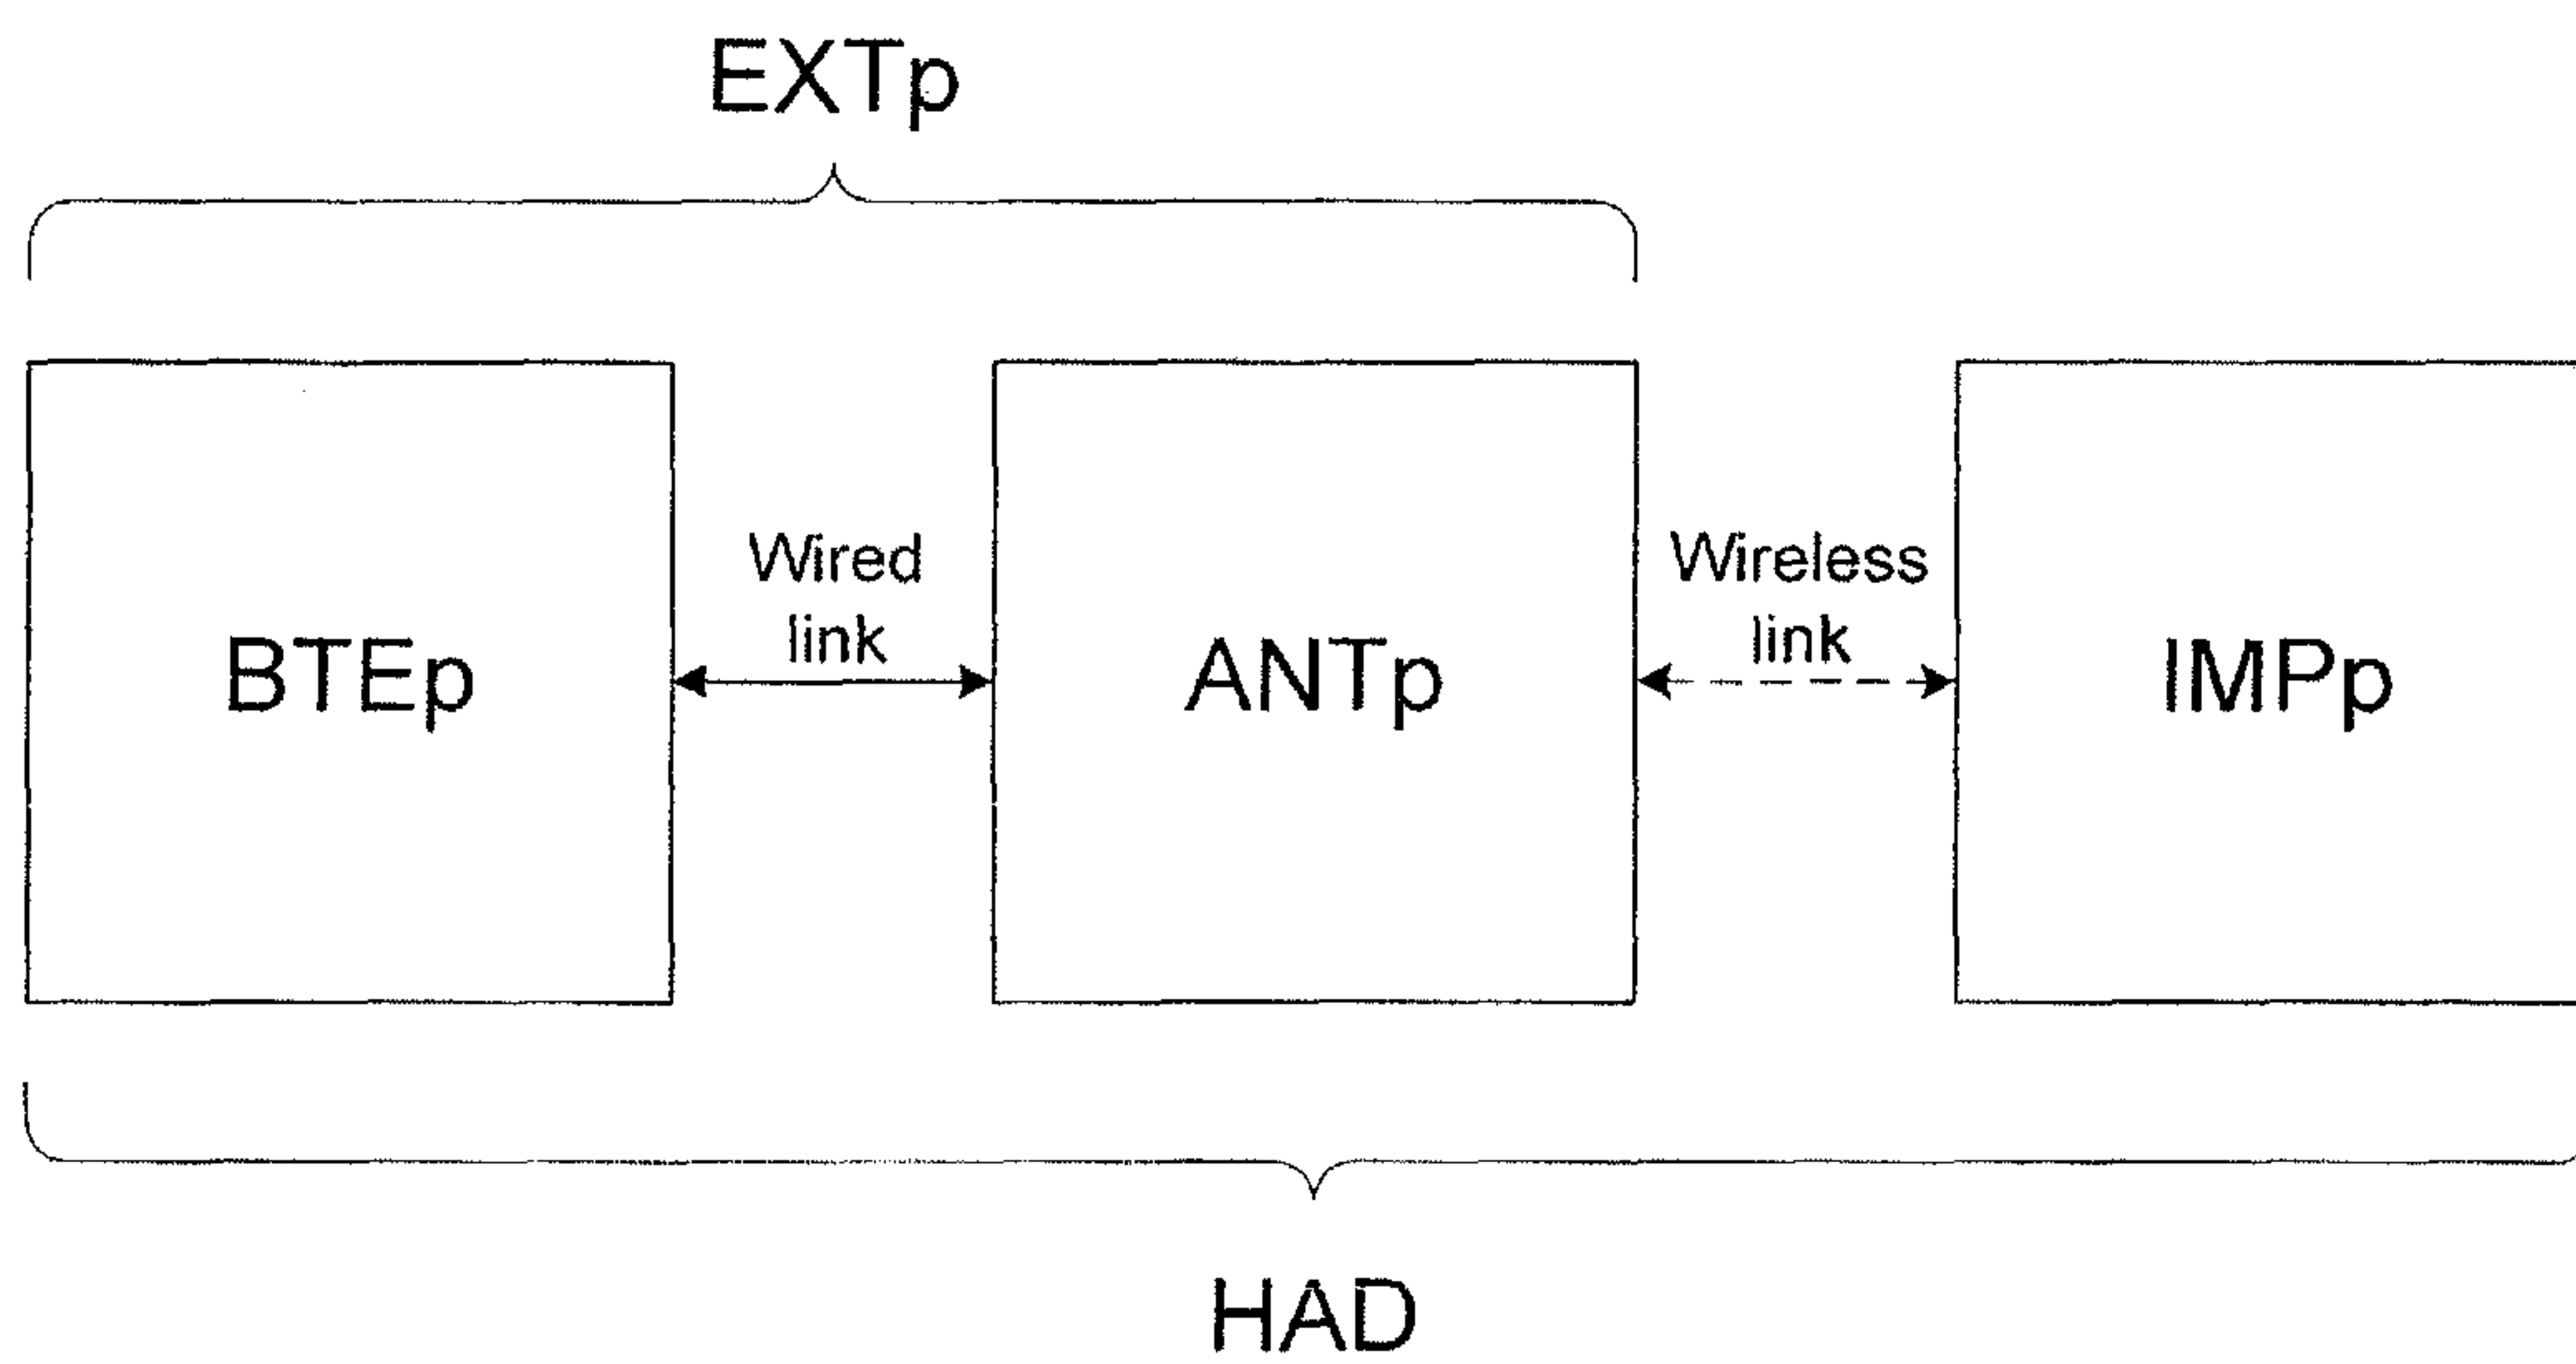 EXTp
BTEp
Wired
link
ANTp
Wireless
link
IMPp
HAD